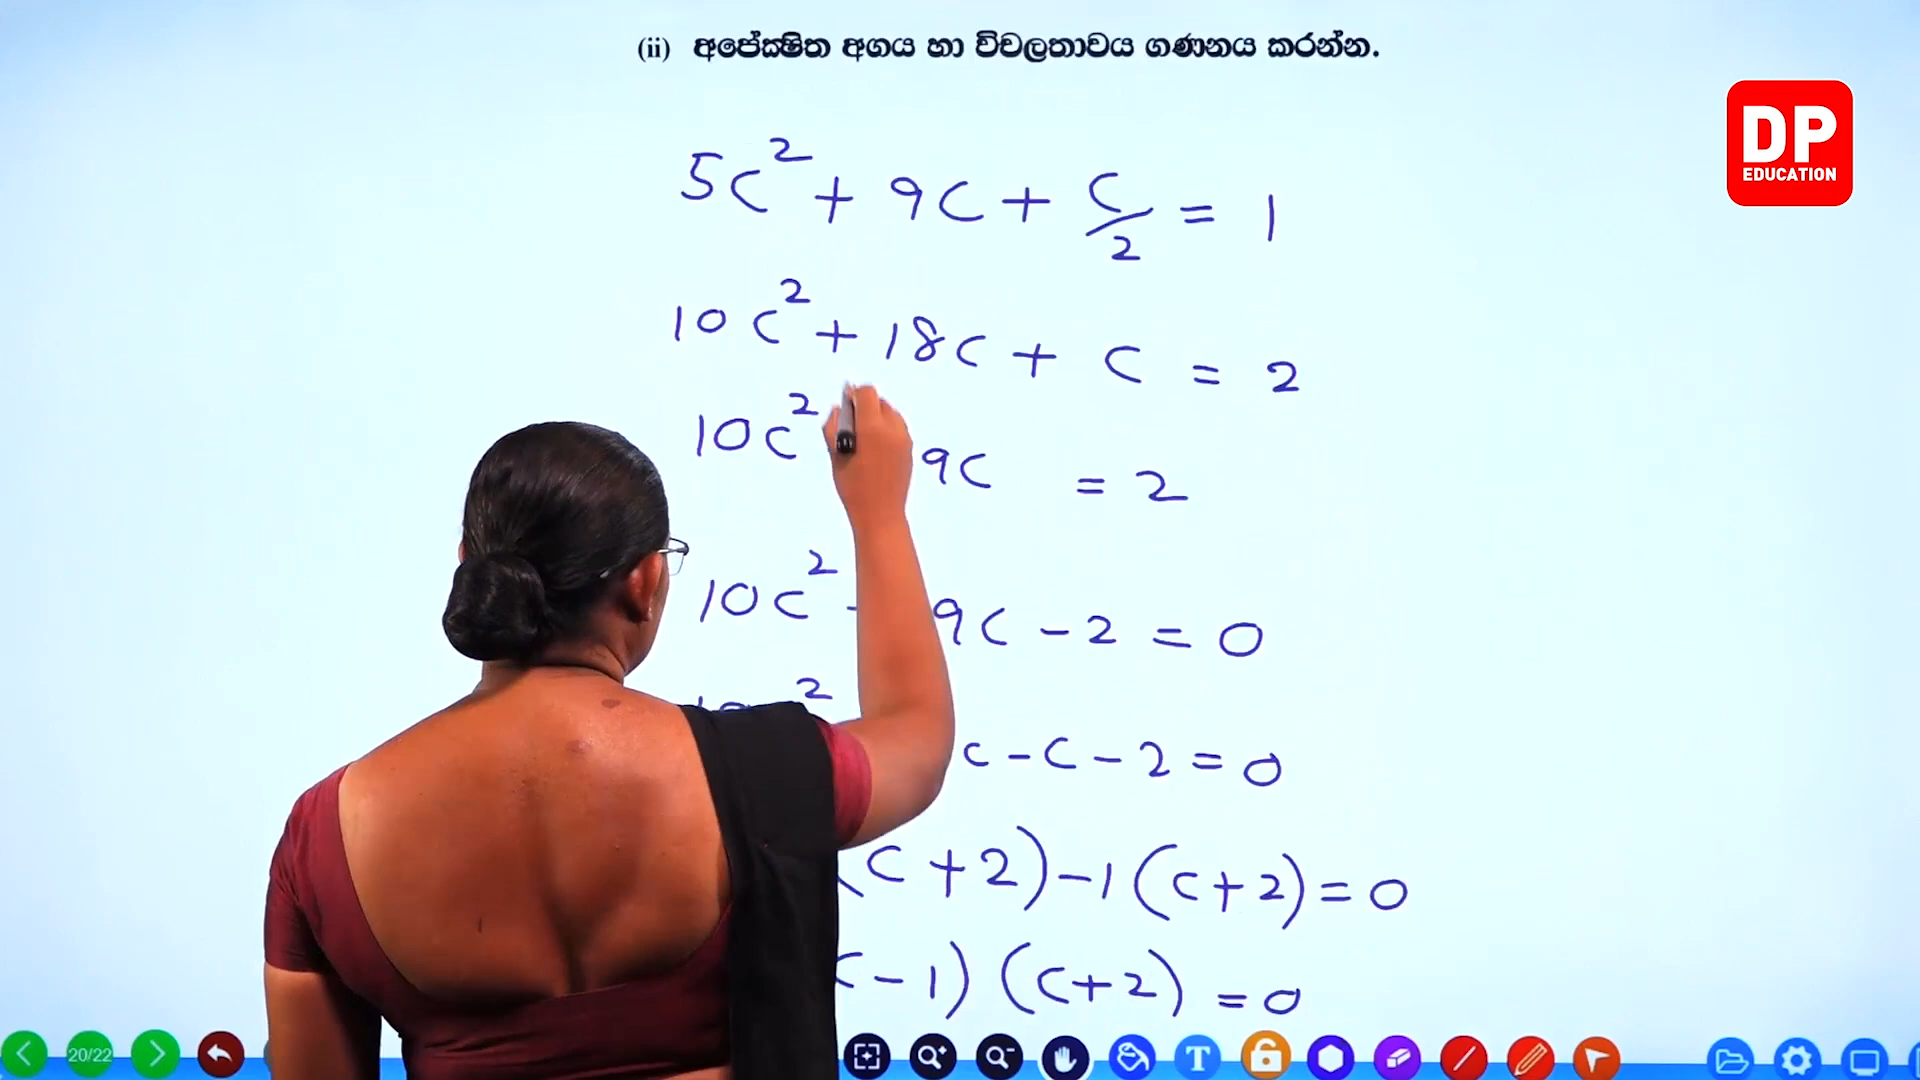 (ii) අපේක්ෂිත අගය හා විචලතාවය ගණනය කරන්න.
DP
EDUCATION
5c² + 9c + c/2 = 1
10c² + 18c + c = 2
10c² 9c = 2
10c² 9c - 2 = 0
c - c - 2 = 0
(c + 2) - 1 (c + 2) = 0
- 1) (c + 2) = 0
20/22
T